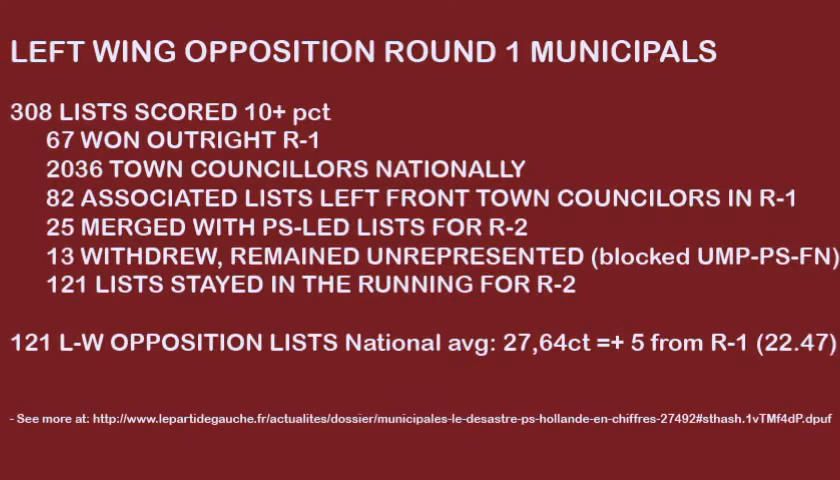 LEFT WING OPPOSITION ROUND 1 MUNICIPALS
308 LISTS SCORED 10+ pct
67 WON OUTRIGHT R-1
2036 TOWN COUNCILLORS NATIONALLY
82 ASSOCIATED LISTS LEFT FRONT TOWN COUNCILORS IN R-1
25 MERGED WITH PS-LED LISTS FOR R-2
13 WITHDREW, REMAINED UNREPRESENTED (blocked UMP-PS-FN)
121 LISTS STAYED IN THE RUNNING FOR R-2
121 L-W OPPOSITION LISTS National avg: 27,64ct =+ 5 from R-1 (22.47)
- See more at: http://www.lepartidegauche.fr/actualites/dossier/municipales-le-desastre-ps-hollande-en-chiffres-27492#sthash.1vTMf4dP.dpuf